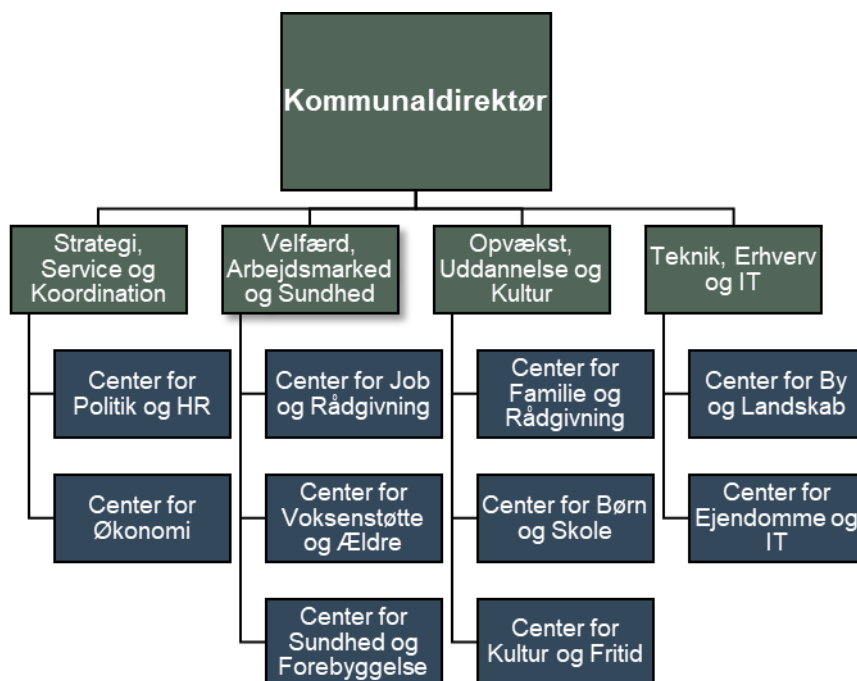 Kommunaldirektør
Strategi,
Service og
Koordination
Velfærd,
Arbejdsmarked
og Sundhed
Opvækst,
Uddannelse og
Kultur
Teknik, Erhverv
og IT
Center for
Politik og HR
Center for
Økonomi
Center for Job
og Rådgivning
Center for
Voksenstøtte
og Ældre
Center for
Sundhed og
Forebyggelse
Center for
Familie og
Rådgivning
Center for Børn
og Skole
Center for
Kultur og Fritid
Center for By
og Landskab
Center for
Ejendomme og
IT